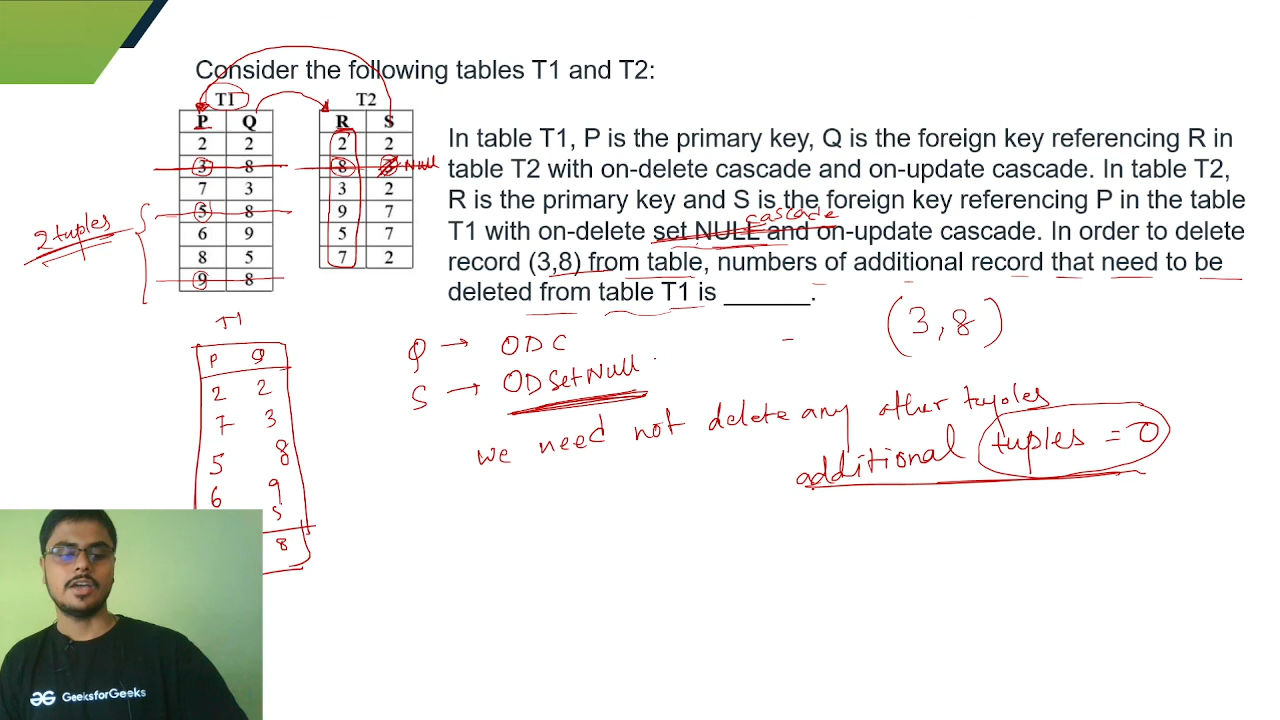 Consider the following tables T1 and T2:
T1 T2
P Q R S
2 2 2 2
3 8 8 3 Null
7 3 3 2
5 8 9 7
6 9 5 7
8 5 7 2
9 8
2 tuples
In table T1, P is the primary key, Q is the foreign key referencing R in
table T2 with on-delete cascade and on-update cascade. In table T2,
R is the primary key and S is the foreign key referencing P in the table
cascade
T1 with on-delete set NULL and on-update cascade. In order to delete
record (3,8) from table, numbers of additional record that need to be
deleted from table T1 is ______.
(3,8)
T1
P Q
2 2
7 3
5 8
6 9
5
8
Q → ODC
S → OD Set Null
we need not delete any other tuples
additional tuples = 0
GeeksforGeeks